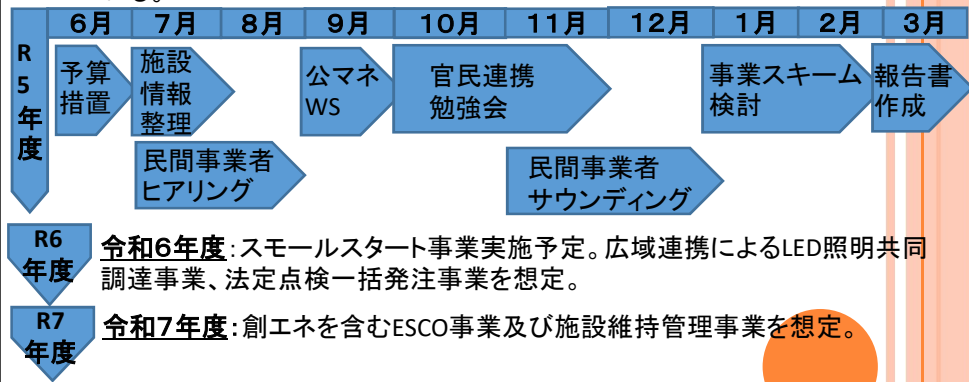 6月 7月 8月 9月 10月 11月 12月 1月 2月 3月
R
5
年
度
予算
措置
施設
情報
整理
公マネ
WS
官民連携
勉強会
事業スキーム
検討
報告書
作成
民間事業者
ヒアリング
民間事業者
サウンディング
R6
年度
令和6年度:スモールスタート事業実施予定。広域連携によるLED照明共同
調達事業、法定点検一括発注事業を想定。
R7
年度
令和7年度:創エネを含むESCO事業及び施設維持管理事業を想定。